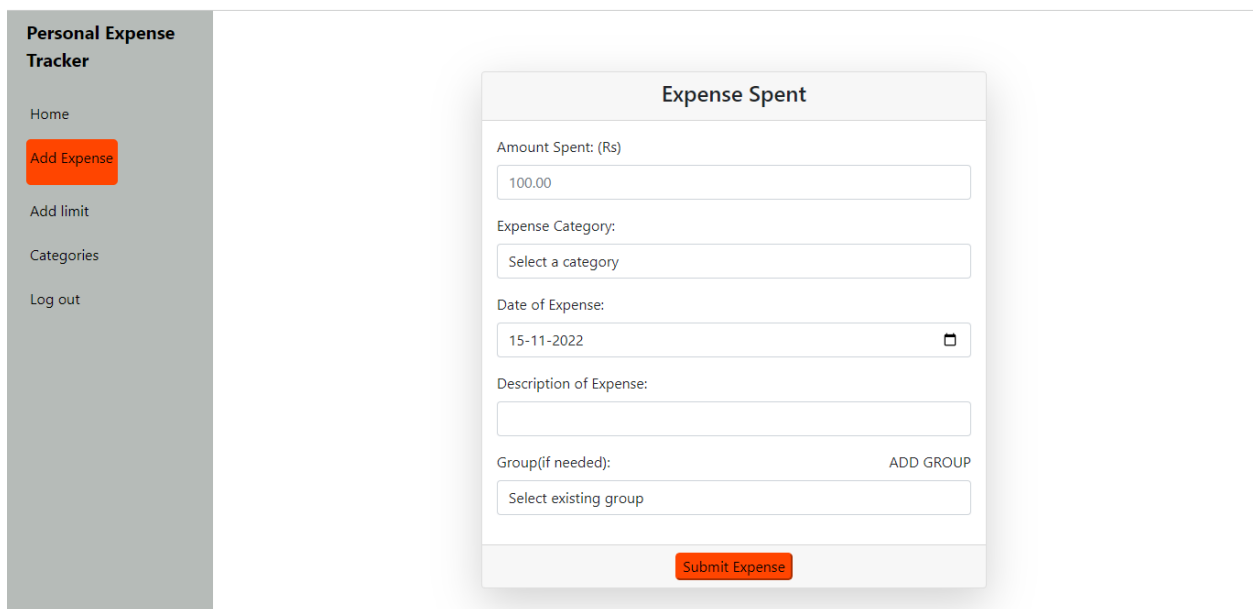 Personal Expense
Tracker
Home
Add Expense
Add limit
Categories
Log out
Expense Spent
Amount Spent: (Rs)
100.00
Expense Category:
Select a category
Date of Expense:
15-11-2022
Description of Expense:
Group(if needed): ADD GROUP
Select existing group
Submit Expense